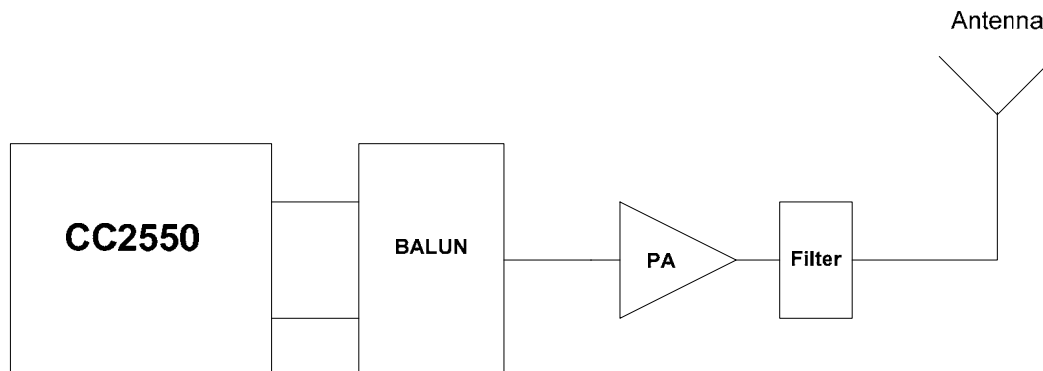 Antenna
CC2550
BALUN
PA
Filter